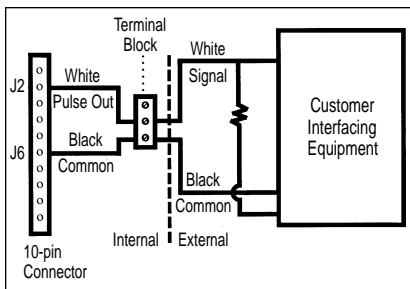 Terminal
Block
White
White
J2
Pulse Out
Signal
Customer
Interfacing
Equipment
Black
J6
Common
Black
Common
Internal
External
10-pin
Connector